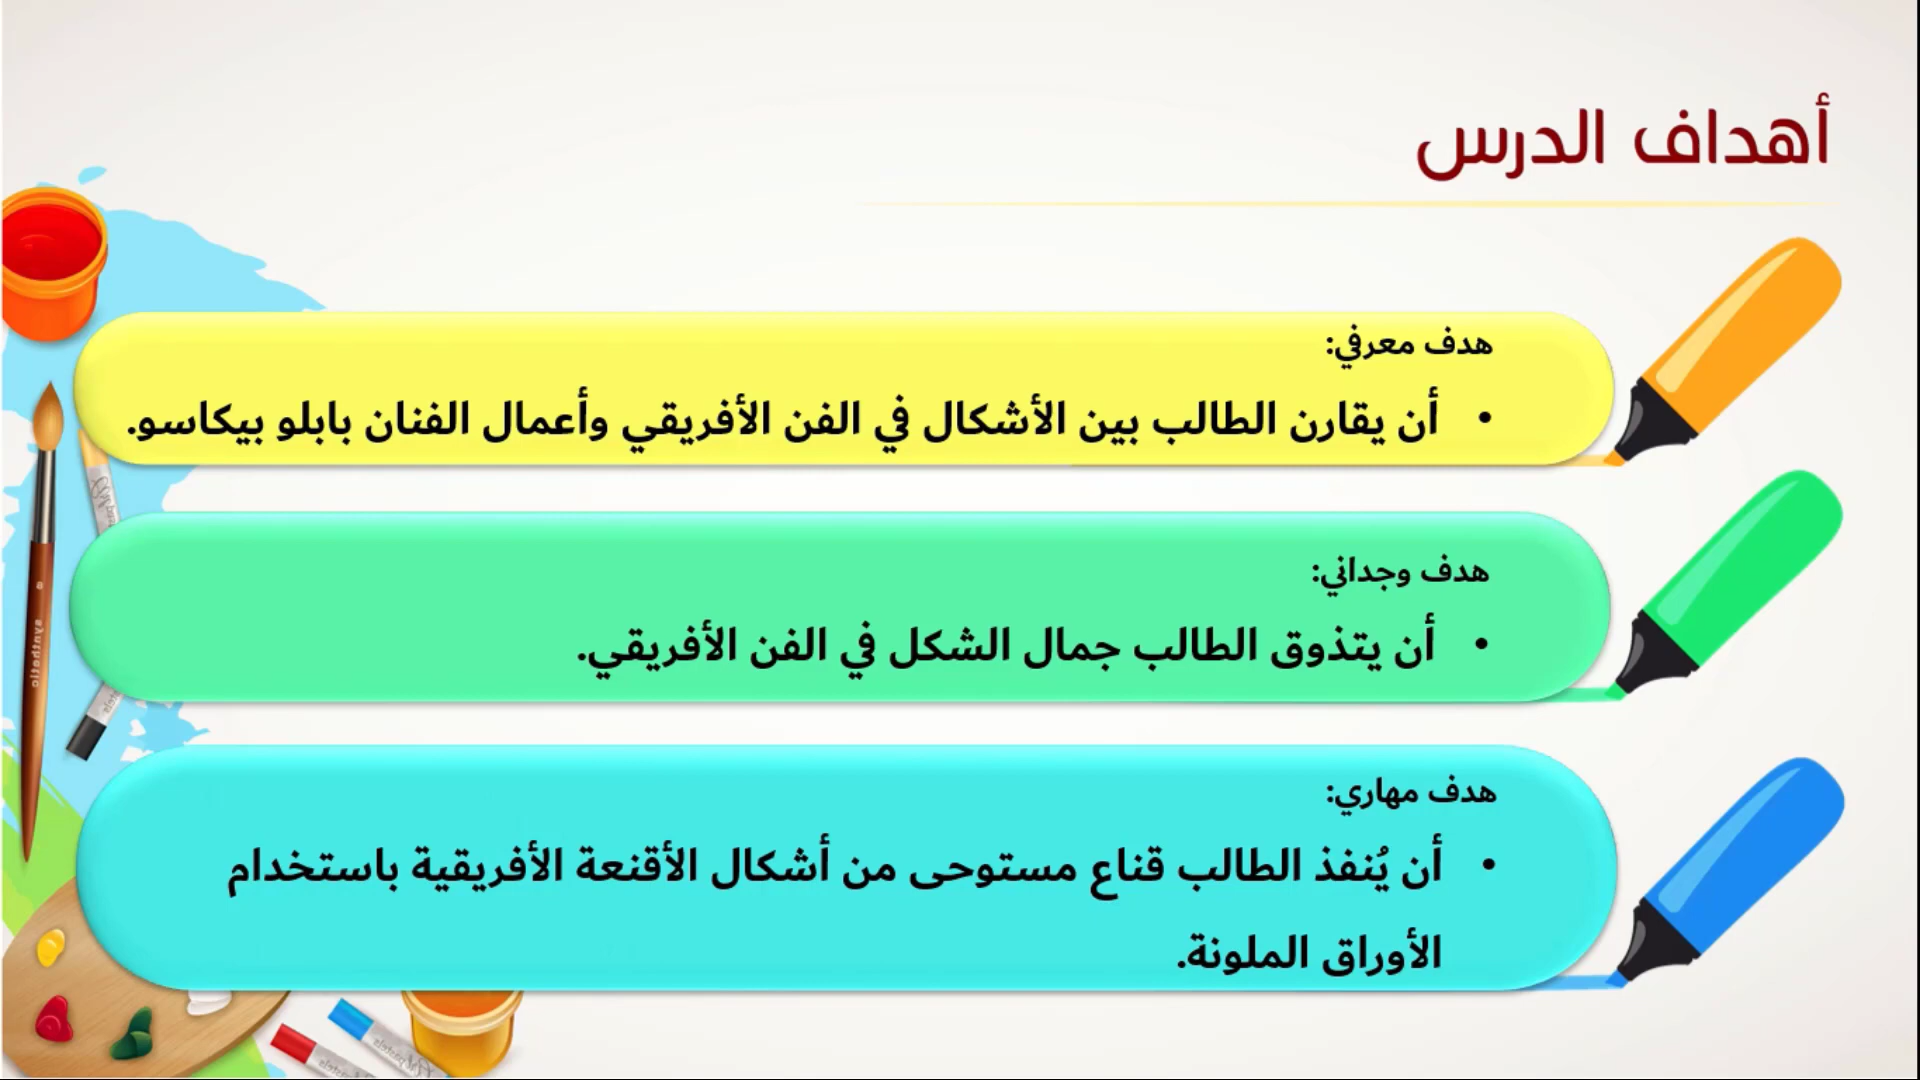 أهداف الدرس
هدف معرفي:
• أن يقارن الطالب بين الأشكال في الفن الأفريقي وأعمال الفنان بابلو بيكاسو.
هدف وجداني:
• أن يتذوق الطالب جمال الشكل في الفن الأفريقي.
هدف مهاري:
• أن يُنفذ الطالب قناع مستوحى من أشكال الأقنعة الأفريقية باستخدام
الأوراق الملونة.
synthetic